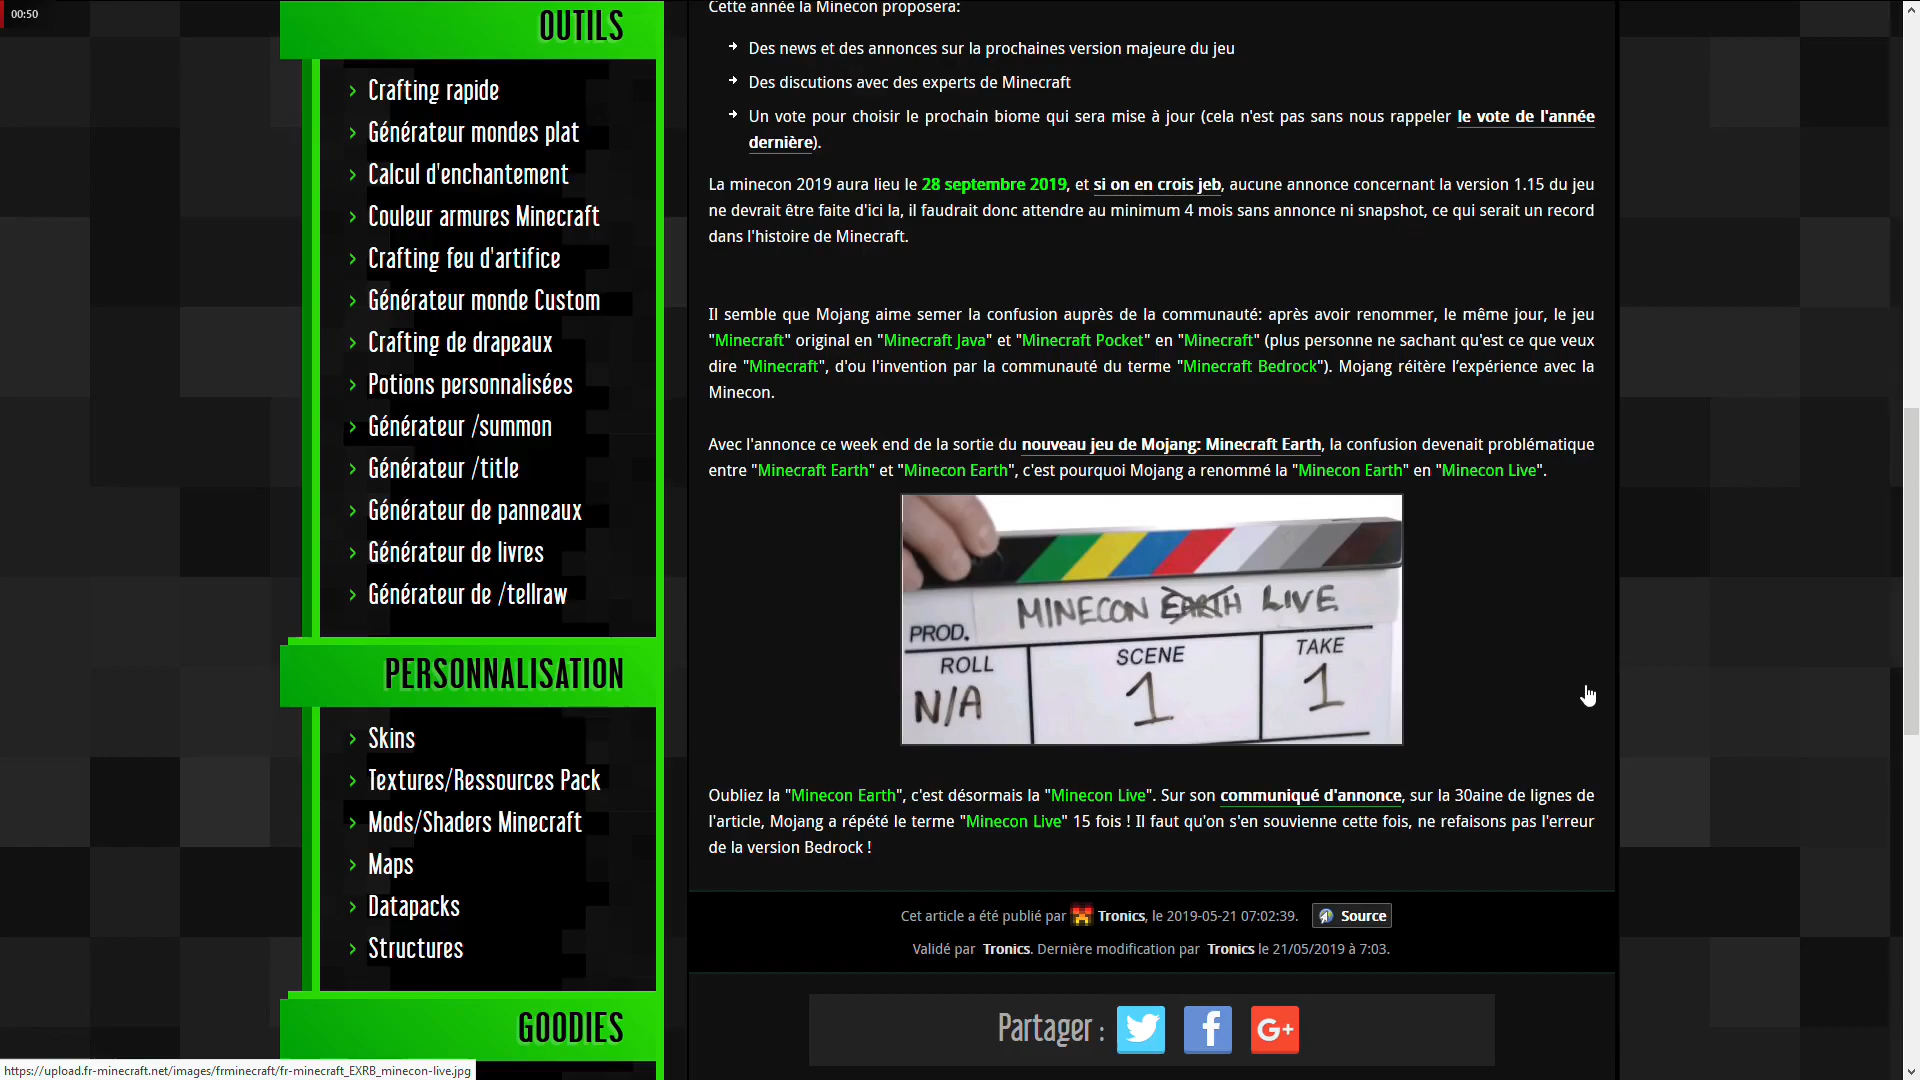 00:50
OUTILS
Crafting rapide
Générateur mondes plat
Calcul d'enchantement
Couleur armures Minecraft
Crafting feu d'artifice
Générateur monde Custom
Crafting de drapeaux
Potions personnalisées
Générateur /summon
Générateur /title
Générateur de panneaux
Générateur de livres
Générateur de /tellraw
PERSONNALISATION
Skins
Textures/Ressources Pack
Mods/Shaders Minecraft
Maps
Datapacks
Structures
GOODIES
Cette année la Minecon proposera:
Des news et des annonces sur la prochaines version majeure du jeu
Des discutions avec des experts de Minecraft
Un vote pour choisir le prochain biome qui sera mise à jour (cela n'est pas sans nous rappeler le vote de l'année
dernière).
La minecon 2019 aura lieu le 28 septembre 2019, et si on en crois jeb, aucune annonce concernant la version 1.15 du jeu
ne devrait être faite d'ici la, il faudrait donc attendre au minimum 4 mois sans annonce ni snapshot, ce qui serait un record
dans l'histoire de Minecraft.
Il semble que Mojang aime semer la confusion auprès de la communauté: après avoir renommer, le même jour, le jeu
"Minecraft" original en "Minecraft Java" et "Minecraft Pocket" en "Minecraft" (plus personne ne sachant qu'est ce que veux
dire "Minecraft", d'ou l'invention par la communauté du terme "Minecraft Bedrock"). Mojang réitère l’expérience avec la
Minecon.
Avec l'annonce ce week end de la sortie du nouveau jeu de Mojang: Minecraft Earth, la confusion devenait problématique
entre "Minecraft Earth" et "Minecon Earth", c'est pourquoi Mojang a renommé la "Minecon Earth" en "Minecon Live".
MINECON EARTH LIVE
PROD.
ROLL SCENE TAKE
N/A 1 1
Oubliez la "Minecon Earth", c'est désormais la "Minecon Live". Sur son communiqué d'annonce, sur la 30aine de lignes de
l'article, Mojang a répété le terme "Minecon Live" 15 fois ! Il faut qu'on s'en souvienne cette fois, ne refaisons pas l'erreur
de la version Bedrock !
Cet article a été publié par Tronics, le 2019-05-21 07:02:39. Source
Validé par Tronics. Dernière modification par Tronics le 21/05/2019 à 7:03.
Partager : f G+
https://upload.fr-minecraft.net/images/frminecraft/fr-minecraft_EXRB_minecon-live.jpg